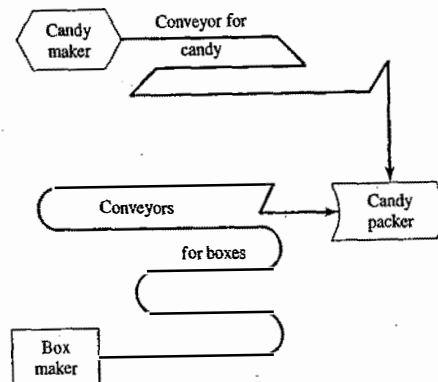 Candy
maker
Conveyor for
candy
Conveyors
for boxes
Candy
packer
Box
maker